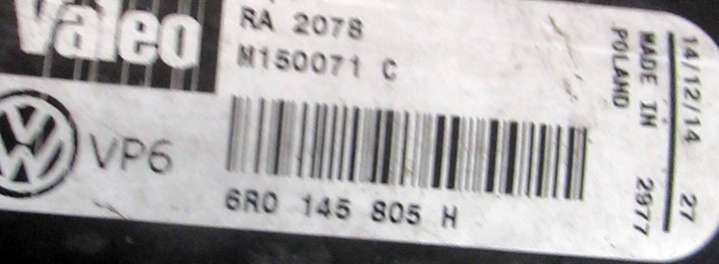 Valeo
RA 2078
M150071 C
VP6
6R0 145 805 H
14/12/14 27
MADE IN 2977
POLAND